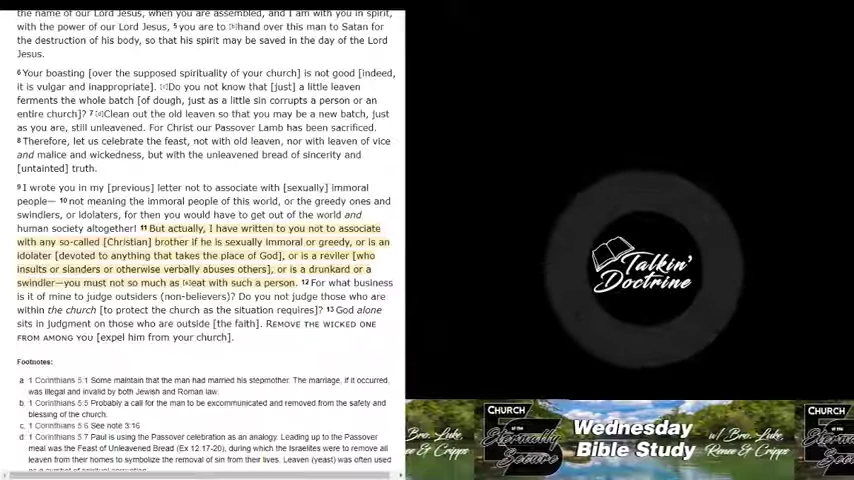 the name of our Lord Jesus, when you are assembled, and I am with you in spirit,
with the power of our Lord Jesus, 5 you are to [b]hand over this man to Satan for
the destruction of his body, so that his spirit may be saved in the day of the Lord
Jesus.
6 Your boasting [over the supposed spirituality of your church] is not good [indeed,
it is vulgar and inappropriate]. [c]Do you not know that [just] a little leaven
ferments the whole batch [of dough, just as a little sin corrupts a person or an
entire church]? 7 [d]Clean out the old leaven so that you may be a new batch, just
as you are, still unleavened. For Christ our Passover Lamb has been sacrificed.
8 Therefore, let us celebrate the feast, not with old leaven, nor with leaven of vice
and malice and wickedness, but with the unleavened bread of sincerity and
[untainted] truth.
9 I wrote you in my [previous] letter not to associate with [sexually] immoral
people— 10 not meaning the immoral people of this world, or the greedy ones and
swindlers, or idolaters, for then you would have to get out of the world and
human society altogether! 11 But actually, I have written to you not to associate
with any so-called [Christian] brother if he is sexually immoral or greedy, or is an
idolater [devoted to anything that takes the place of God], or is a reviler [who
insults or slanders or otherwise verbally abuses others], or is a drunkard or a
swindler—you must not so much as [e]eat with such a person. 12 For what business
is it of mine to judge outsiders (non-believers)? Do you not judge those who are
within the church [to protect the church as the situation requires]? 13 God alone
sits in judgment on those who are outside [the faith]. REMOVE THE WICKED ONE
FROM AMONG YOU [expel him from your church].
Footnotes:
a 1 Corinthians 5:1 Some maintain that the man had married his stepmother. The marriage, if it occurred,
was illegal and invalid by both Jewish and Roman law.
b 1 Corinthians 5:5 Probably a call for the man to be excommunicated and removed from the safety and
blessing of the church.
c 1 Corinthians 5:6 See note 3:16
d 1 Corinthians 5:7 Paul is using the Passover celebration as an analogy. Leading up to the Passover
meal was the Feast of Unleavened Bread (Ex 12:17-20), during which the Israelites were to remove all
leaven from their homes to symbolize the removal of sin from their lives. Leaven (yeast) was often used
Talkin'
Doctrine
Bro. Luke,
e & Cripps
CHURCH
of the
Eternally
Secure
Wednesday
Bible Study
w/ Bro. Luke,
Renee & Cripps
CHURCH
of the
Eternally
Secure